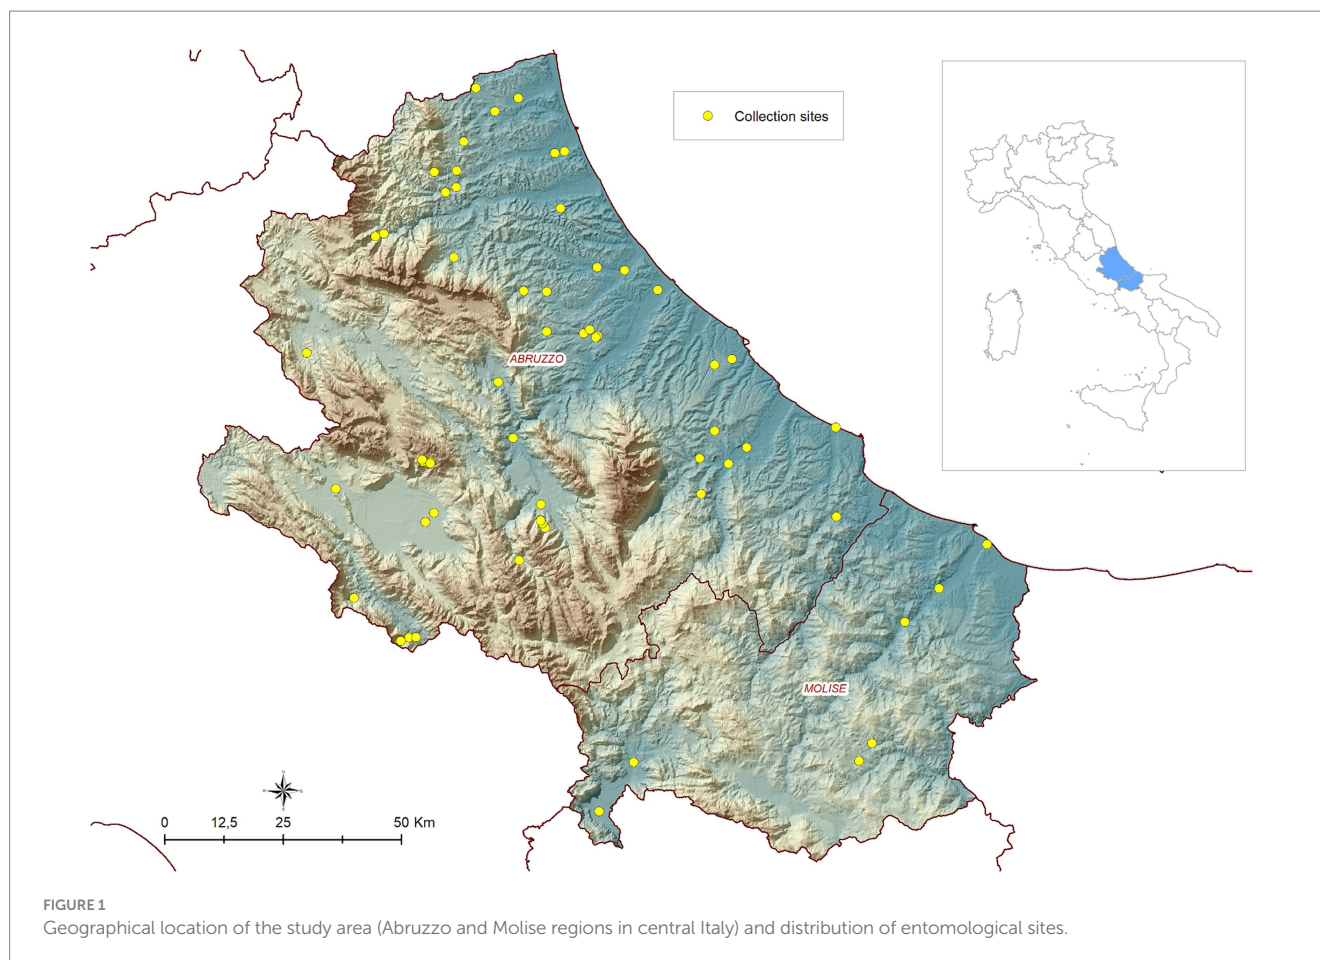 Collection sites
ABRUZZO
MOLISE
0 12,5 25 50 Km
FIGURE 1
Geographical location of the study area (Abruzzo and Molise regions in central Italy) and distribution of entomological sites.